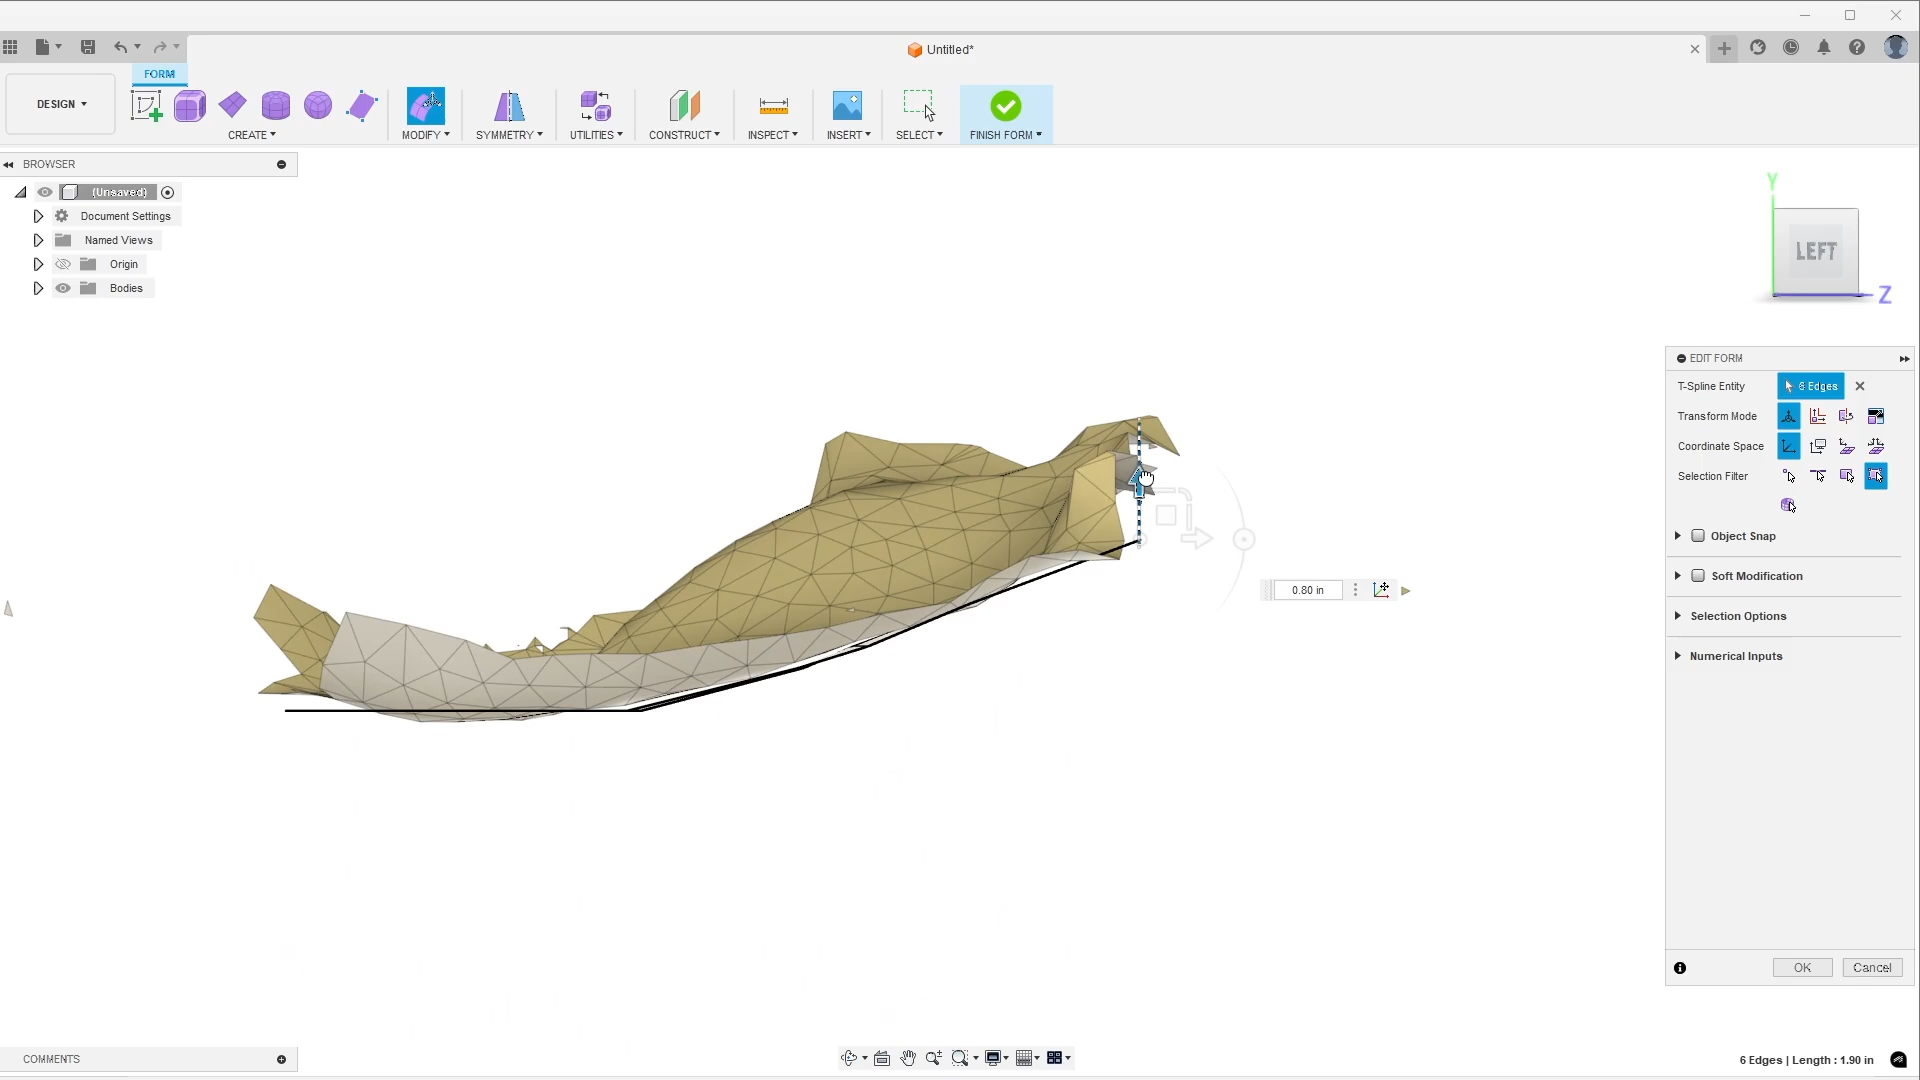 Untitled*
FORM
DESIGN
CREATE
MODIFY
SYMMETRY
UTILITIES
CONSTRUCT
INSPECT
INSERT
SELECT
FINISH FORM
BROWSER
(Unsaved)
Document Settings
Named Views
Origin
Bodies
Y
LEFT
Z
EDIT FORM
T-Spline Entity
6 Edges
Transform Mode
Coordinate Space
Selection Filter
Object Snap
Soft Modification
Selection Options
Numerical Inputs
0.80 in
OK
Cancel
COMMENTS
6 Edges | Length : 1.90 in